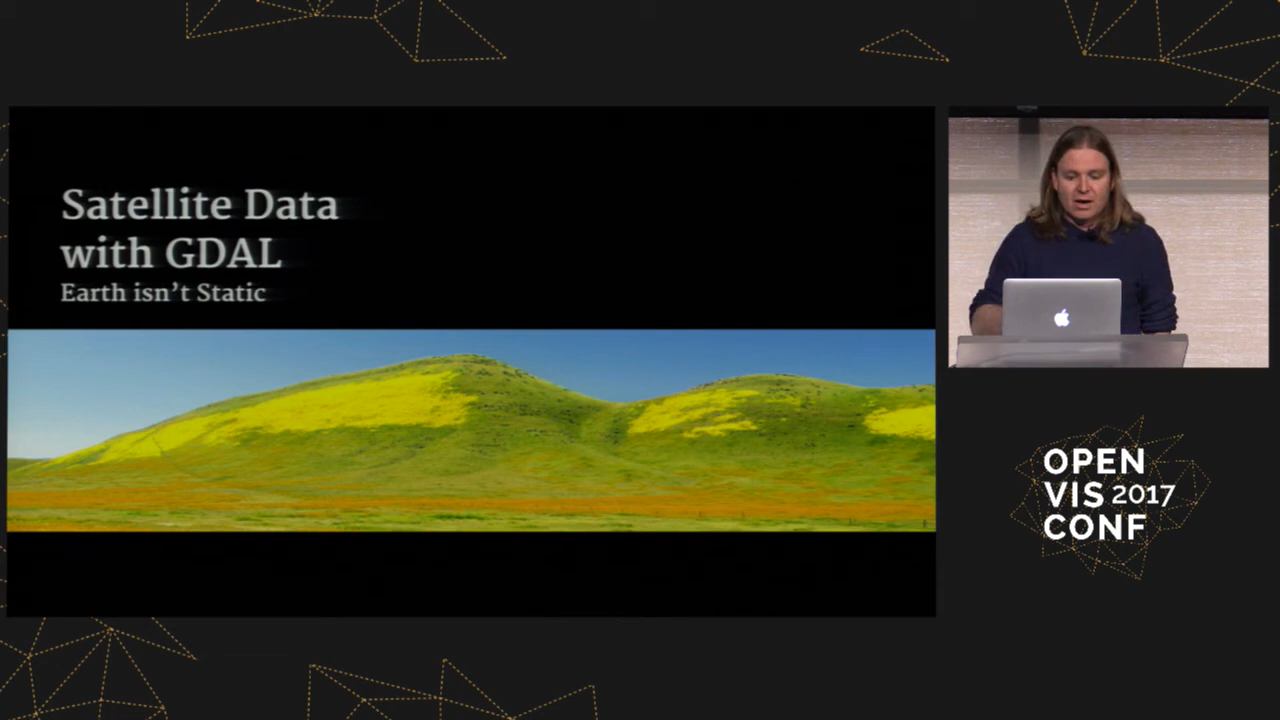 Satellite Data
with GDAL
Earth isn’t Static
OPEN
VIS 2017
CONF